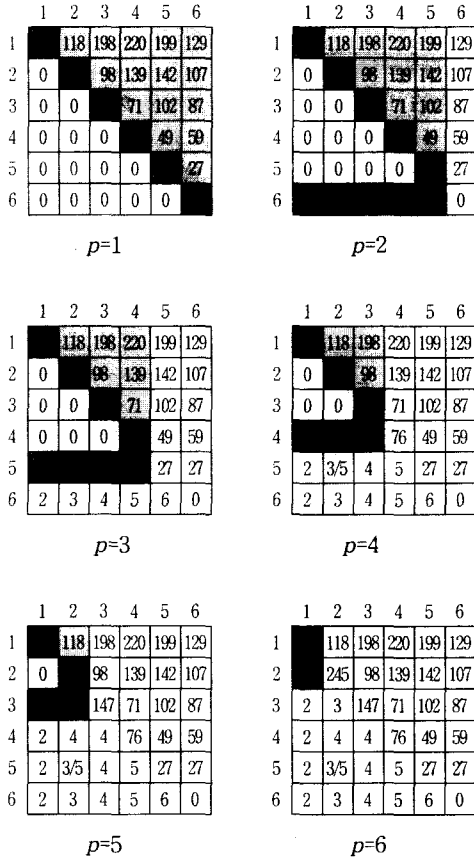 1 2 3 4 5 6
1 118 198 220 199 129
2 0 98 139 142 107
3 0 0 71 102 87
4 0 0 0 49 59
5 0 0 0 0 27
6 0 0 0 0 0
p=1
1 2 3 4 5 6
1 118 198 220 199 129
2 0 98 139 142 107
3 0 0 71 102 87
4 0 0 0 49 59
5 0 0 0 0 27
6 0
p=2
1 2 3 4 5 6
1 118 198 220 199 129
2 0 98 139 142 107
3 0 0 71 102 87
4 0 0 0 49 59
5 27 27
6 2 3 4 5 6 0
p=3
1 2 3 4 5 6
1 118 198 220 199 129
2 0 98 139 142 107
3 0 0 71 102 87
4 76 49 59
5 2 3/5 4 5 27 27
6 2 3 4 5 6 0
p=4
1 2 3 4 5 6
1 118 198 220 199 129
2 0 98 139 142 107
3 147 71 102 87
4 2 4 4 76 49 59
5 2 3/5 4 5 27 27
6 2 3 4 5 6 0
p=5
1 2 3 4 5 6
1 118 198 220 199 129
2 245 98 139 142 107
3 2 3 147 71 102 87
4 2 4 4 76 49 59
5 2 3/5 4 5 27 27
6 2 3 4 5 6 0
p=6